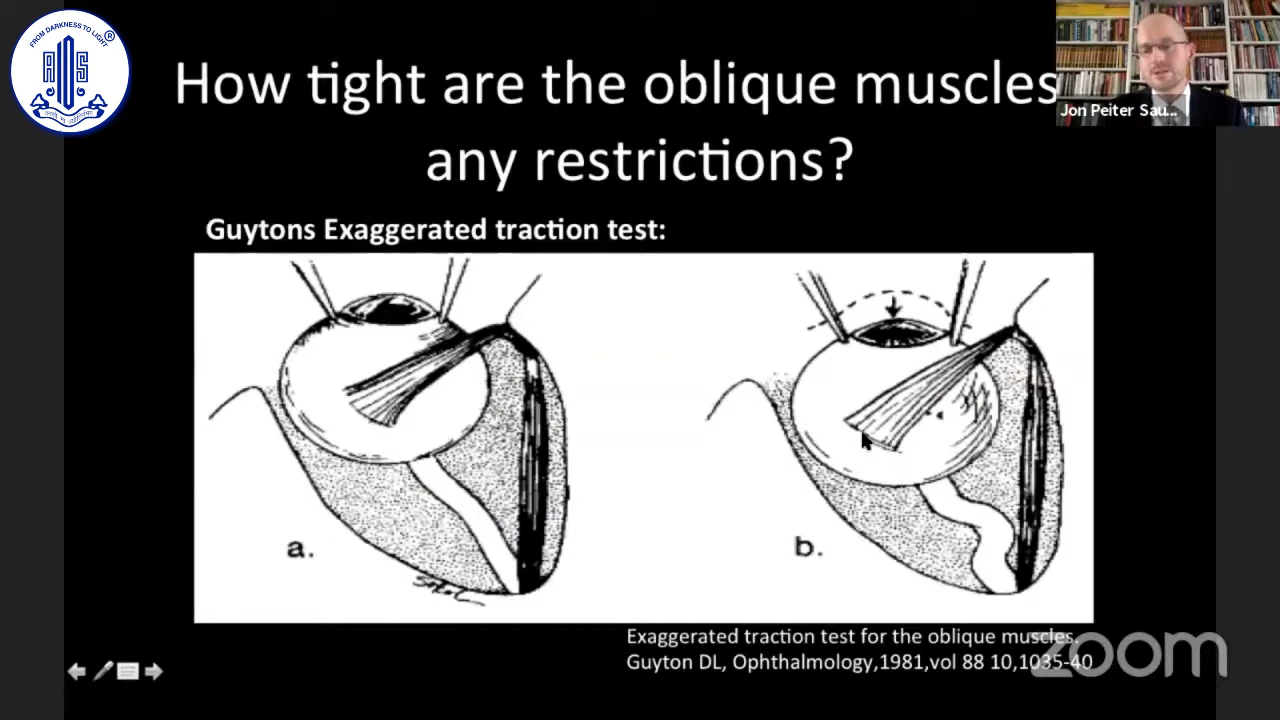 FROM DARKNESS TO LIGHT
AIOS
How tight are the oblique muscles
any restrictions?
Jon Peiter Sau...
Guytons Exaggerated traction test:
a.
b.
Exaggerated traction test for the oblique muscles.
Guyton DL, Ophthalmology,1981,vol 88 10,1035-40
zoom